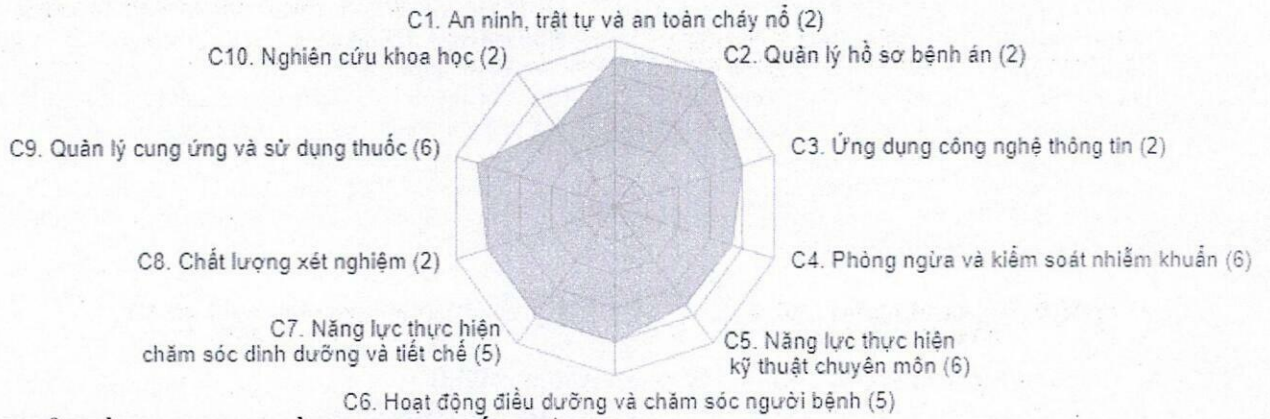 C1. An ninh, trật tự và an toàn cháy nổ (2)
C10. Nghiên cứu khoa học (2)
C2. Quản lý hồ sơ bệnh án (2)
C9. Quản lý cung ứng và sử dụng thuốc (6)
C3. Ứng dụng công nghệ thông tin (2)
C8. Chất lượng xét nghiệm (2)
C4. Phòng ngừa và kiểm soát nhiễm khuẩn (6)
C7. Năng lực thực hiện
chăm sóc dinh dưỡng và tiết chế (5)
C5. Năng lực thực hiện
kỹ thuật chuyên môn (6)
C6. Hoạt động điều dưỡng và chăm sóc người bệnh (5)